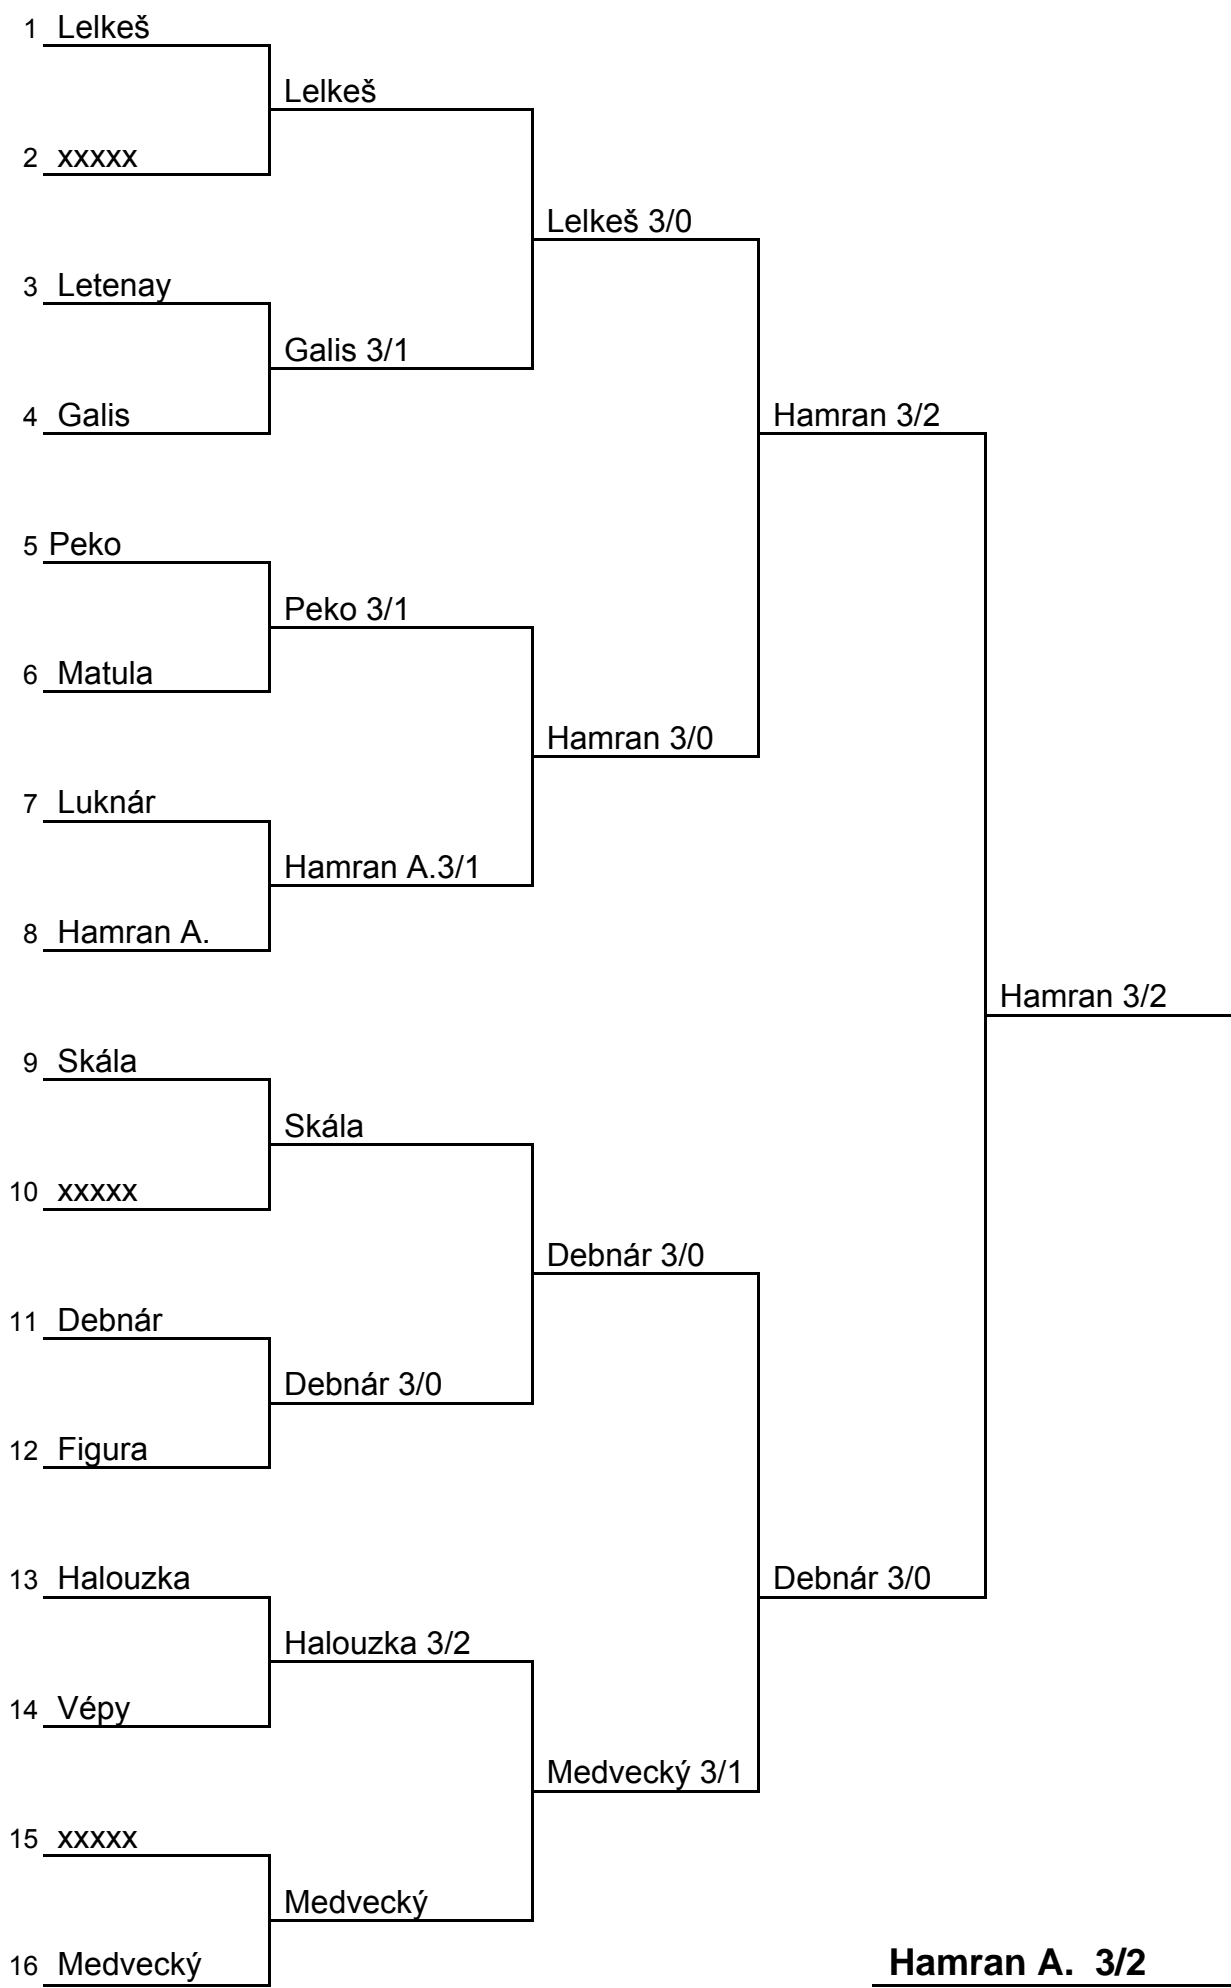 1 Lelkeš
Lelkeš
2 xxxxx
Lelkeš 3/0
3 Letenay
Galis 3/1
4 Galis
Hamran 3/2
5 Peko
Peko 3/1
6 Matula
Hamran 3/0
7 Luknár
Hamran A.3/1
8 Hamran A.
Hamran 3/2
9 Skála
Skála
10 xxxxx
Debnár 3/0
11 Debnár
Debnár 3/0
12 Figura
13 Halouzka
Debnár 3/0
Halouzka 3/2
14 Vépy
Medvecký 3/1
15 xxxxx
Medvecký
16 Medvecký
Hamran A. 3/2